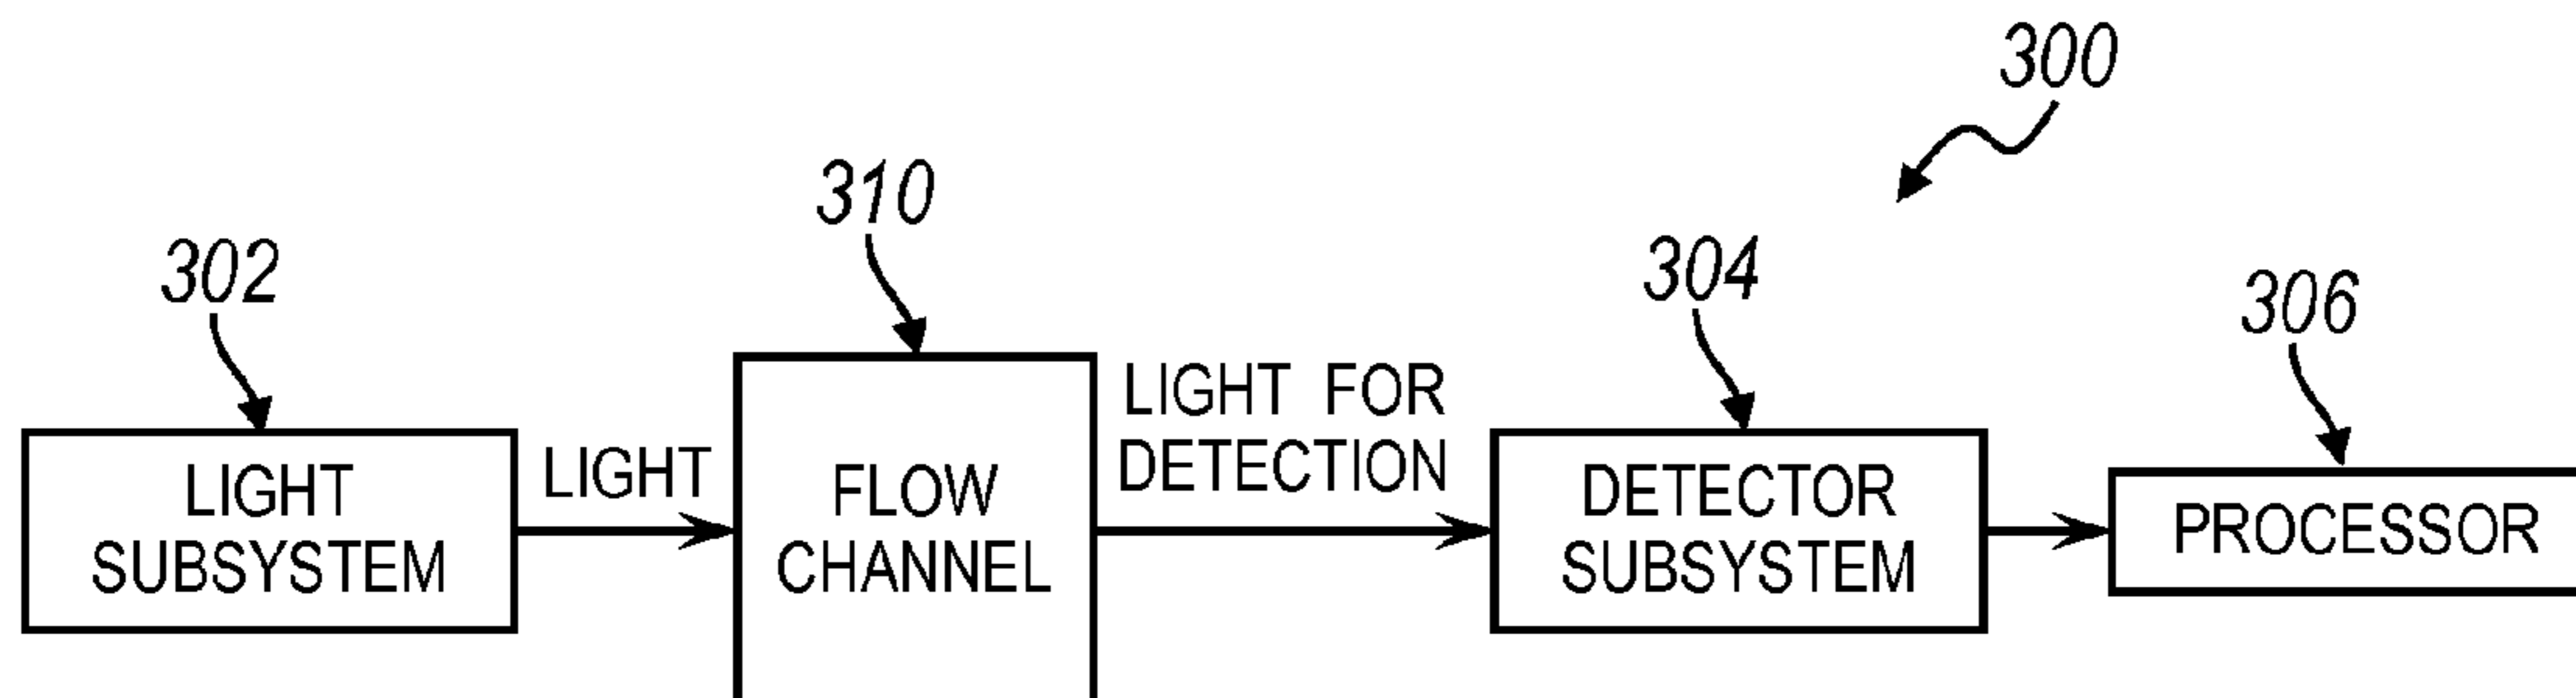 300
310
302
304
306
LIGHT FOR
DETECTION
LIGHT
LIGHT
SUBSYSTEM
FLOW
CHANNEL
DETECTOR
SUBSYSTEM
PROCESSOR